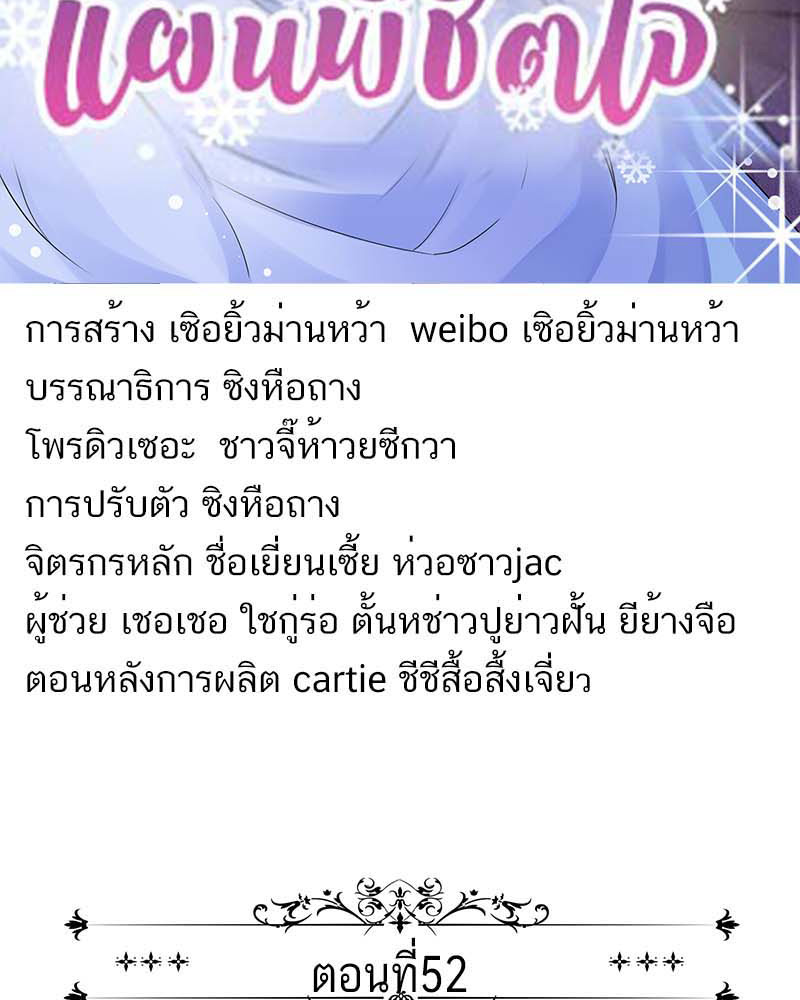 แผนพิชิตใจ
การสร้าง เซิอยิ้วม่านหว้า weibo เซิอยิ้วม่านหว้า
บรรณาธิการ ซิงหือถาง
โพรดิวเซอะ ชาวจี๊ห้าวยซีกวา
การปรับตัว ซิงหือถาง
จิตรกรหลัก ชื่อเยี่ยนเซี้ย ห่วอซาวjac
ผู้ช่วย เชอเชอ ใชกู่ร่อ ตั้นหช่าวปูย่าวฝั้น ยีย้างจือ
ตอนหลังการผลิต cartie ชีชีสื้อสิ้งเจี่ยว
ตอนที่52